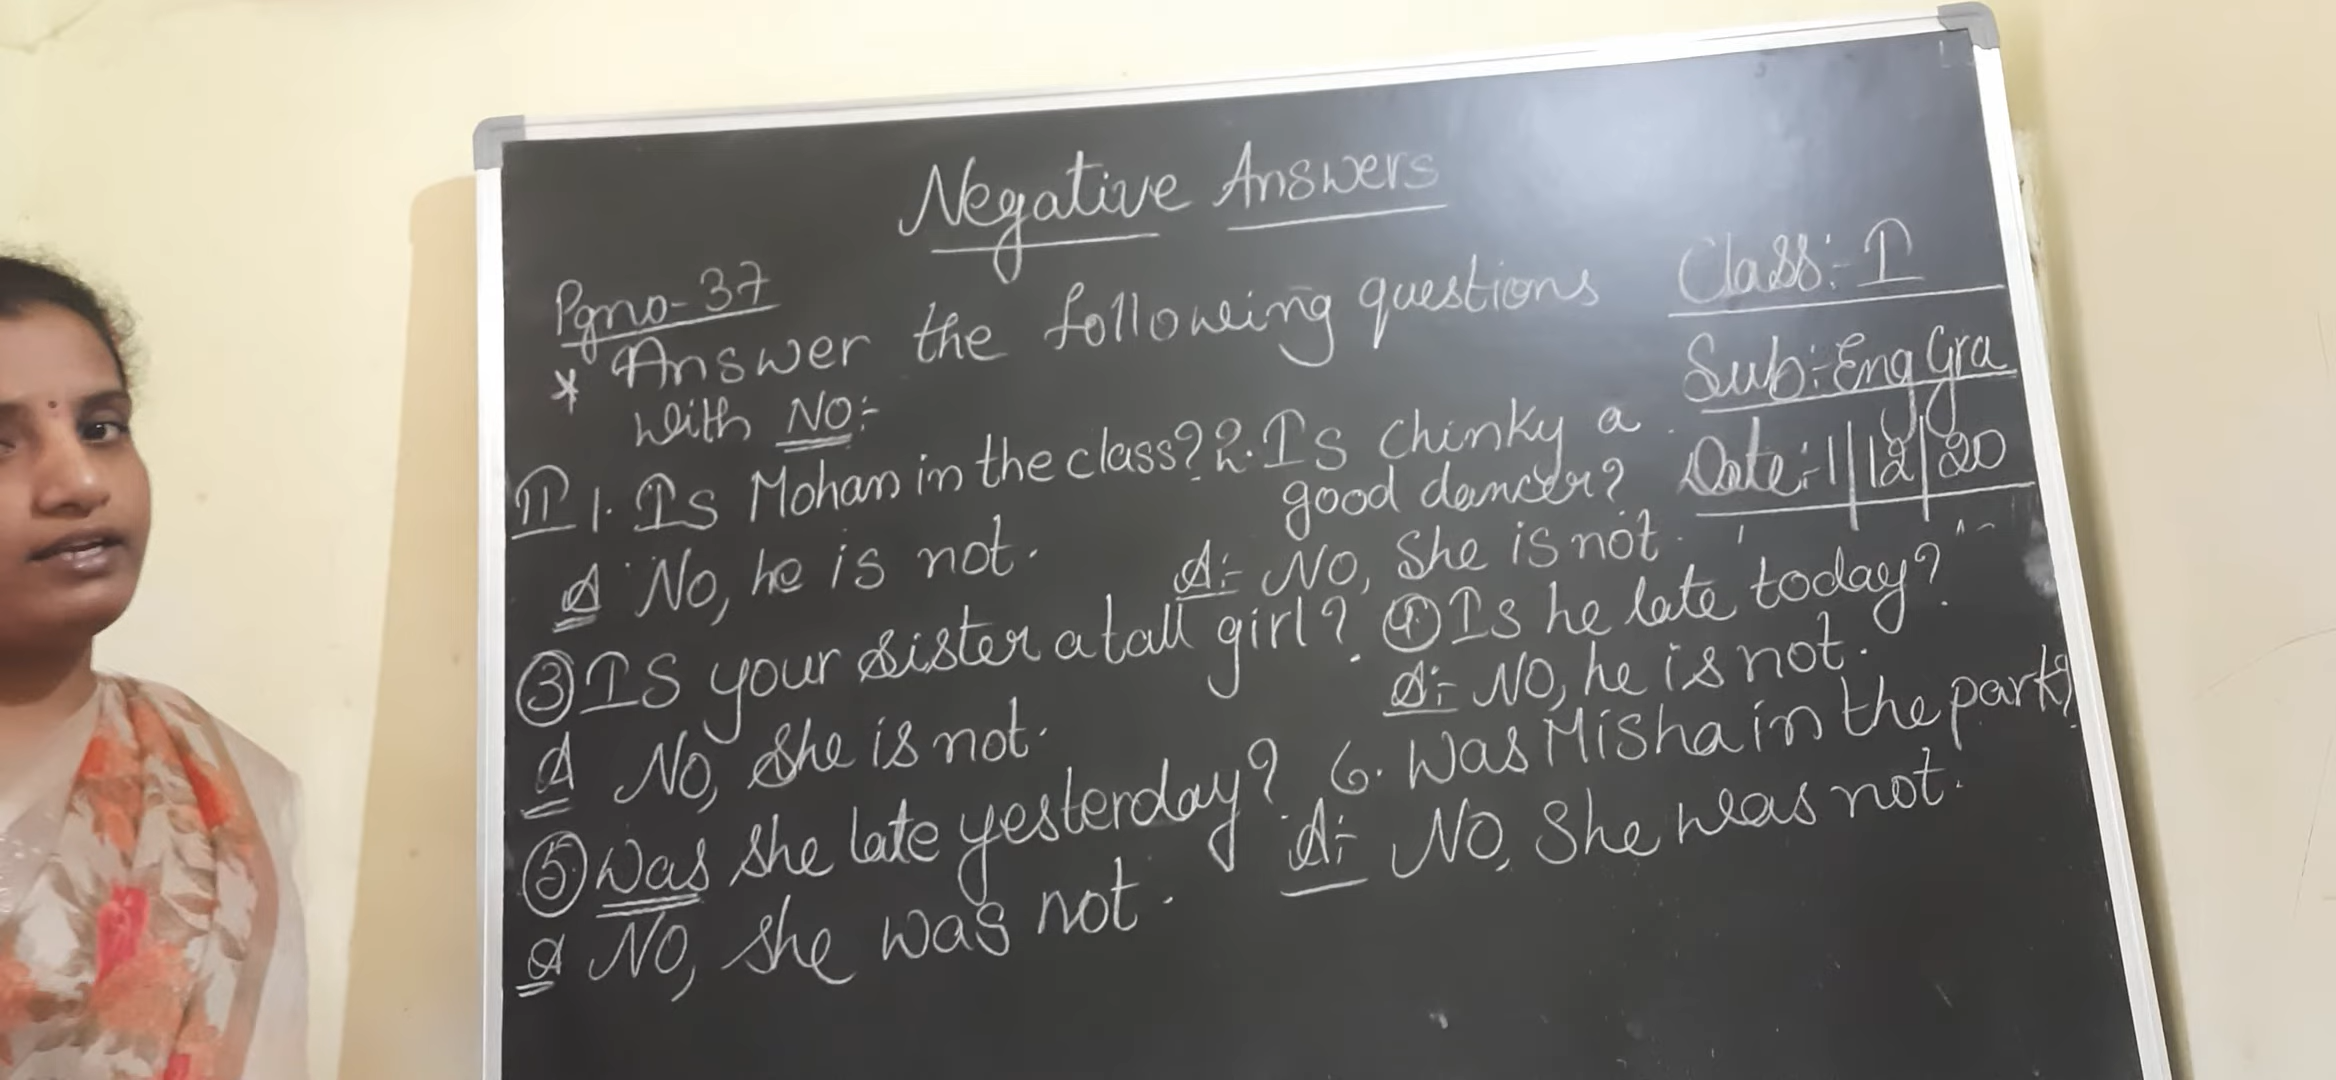 Negative Answers
Class:- I
Pgno-37
* Answer the following questions
Sub:- Eng Gra
with NO:-
Date:- 1/12/20
II 1. Is Mohan in the class? 2. Is Chinky a
good dancer?
A No, he is not. A:- NO, She is not.
③ Is your sister a tall girl? ④ Is he late today?
A:- NO, he is not.
A No, she is not.
6. Was Misha in the park?
⑤ Was she late yesterday?
A:- NO, She was not.
A NO, she was not.